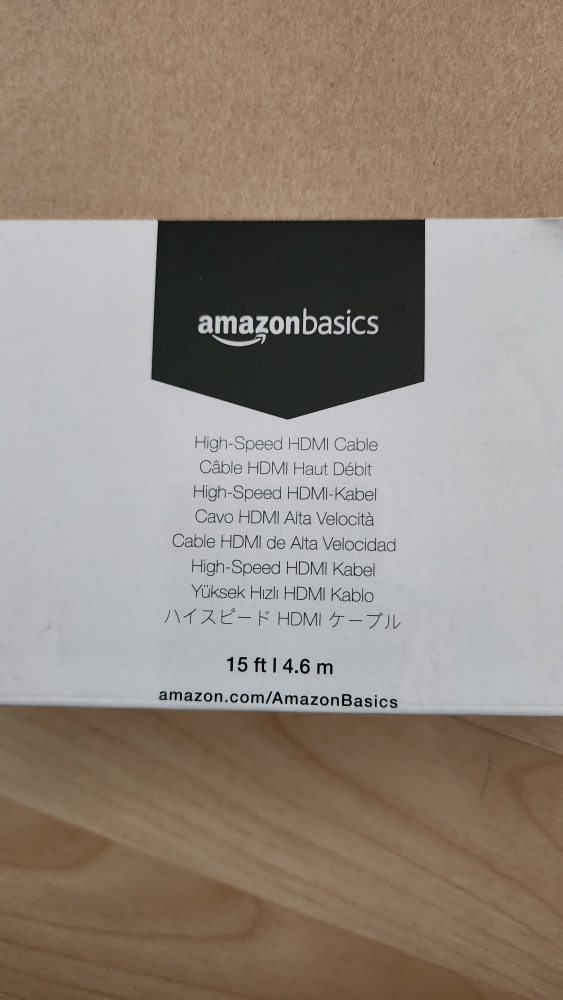 amazonbasics
High-Speed HDMI Cable
Câble HDMI Haut Débit
High-Speed HDMI-Kabel
Cavo HDMI Alta Velocità
Cable HDMI de Alta Velocidad
High-Speed HDMI Kabel
Yüksek Hızlı HDMI Kablo
ハイスピード HDMI ケーブル
15 ft | 4.6 m
amazon.com/AmazonBasics